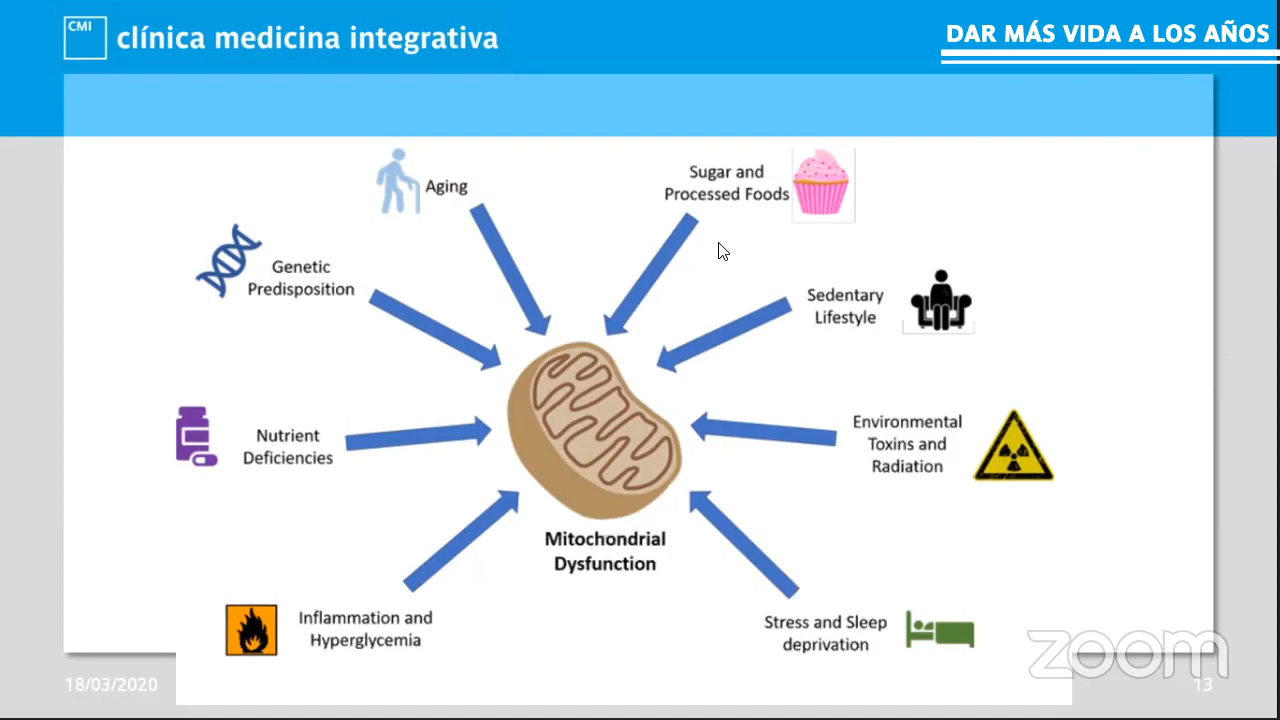 CMI
clínica medicina integrativa
DAR MÁS VIDA A LOS AÑOS
Aging
Sugar and
Processed Foods
Genetic
Predisposition
Sedentary
Lifestyle
Nutrient
Deficiencies
Environmental
Toxins and
Radiation
Mitochondrial
Dysfunction
Inflammation and
Hyperglycemia
Stress and Sleep
deprivation
zoom
18/03/2020
13